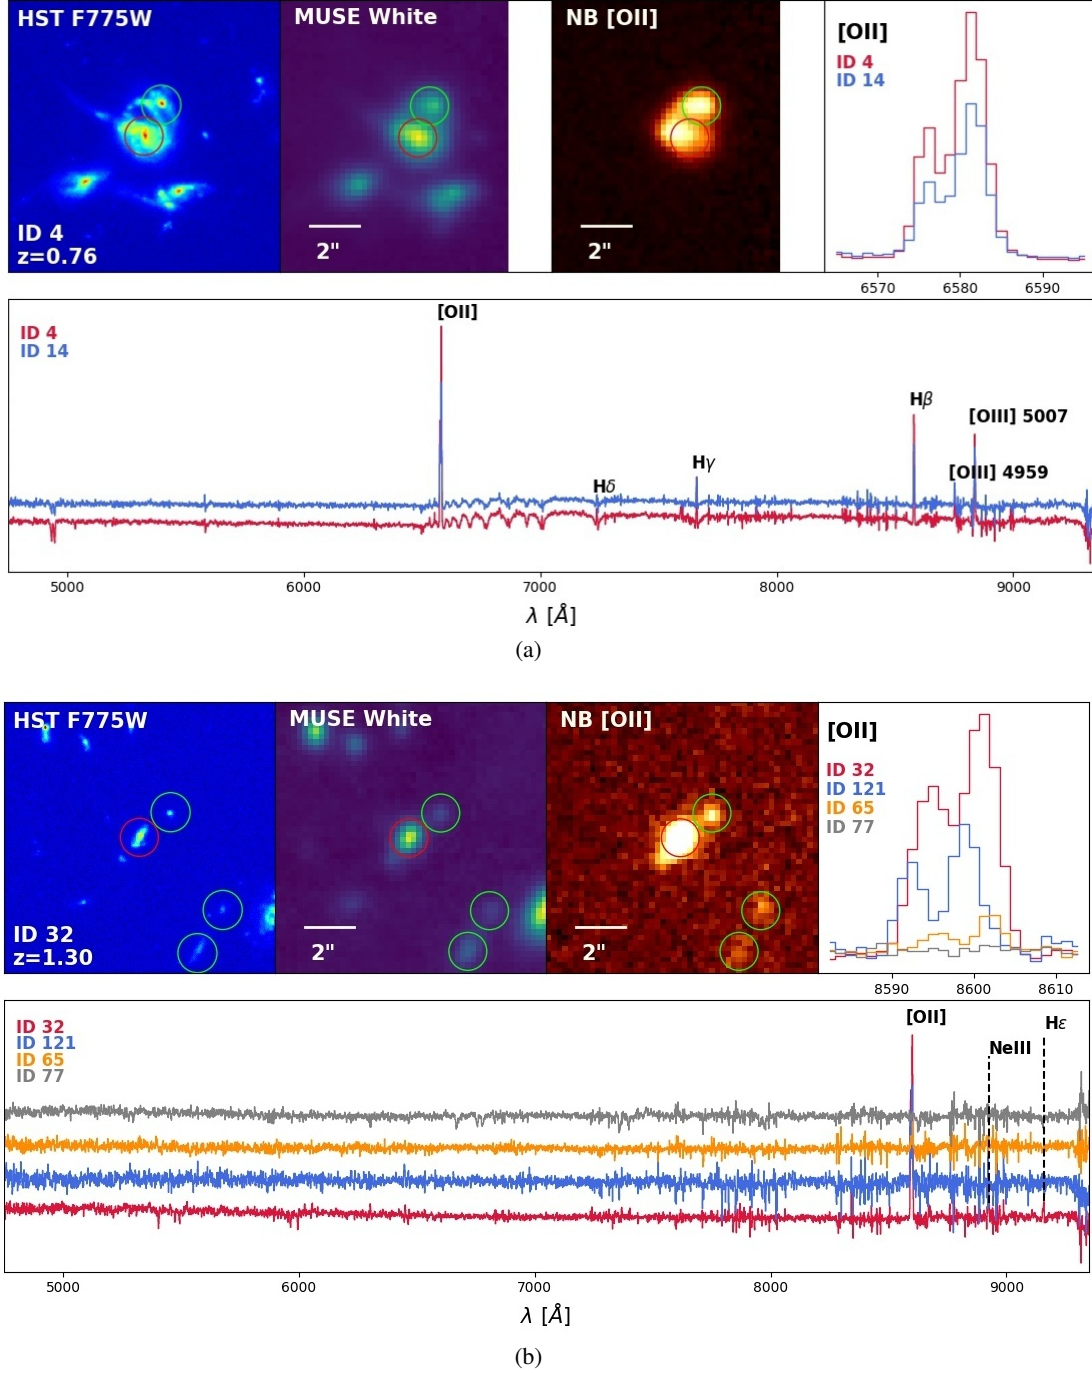 HST F775W
MUSE White
NB [OII]
[OII]
ID 4
ID 14
ID 4
z=0.76
2"
2"
6570 6580 6590
ID 4
ID 14
[OII]
Hδ
Hγ
Hβ
[OIII] 5007
[OIII] 4959
5000 6000 7000 8000 9000
λ [Å]
(a)
HST F775W
MUSE White
NB [OII]
[OII]
ID 32
ID 121
ID 65
ID 77
ID 32
z=1.30
2"
2"
8590 8600 8610
ID 32
ID 121
ID 65
ID 77
[OII]
NeIII
Hε
5000 6000 7000 8000 9000
λ [Å]
(b)